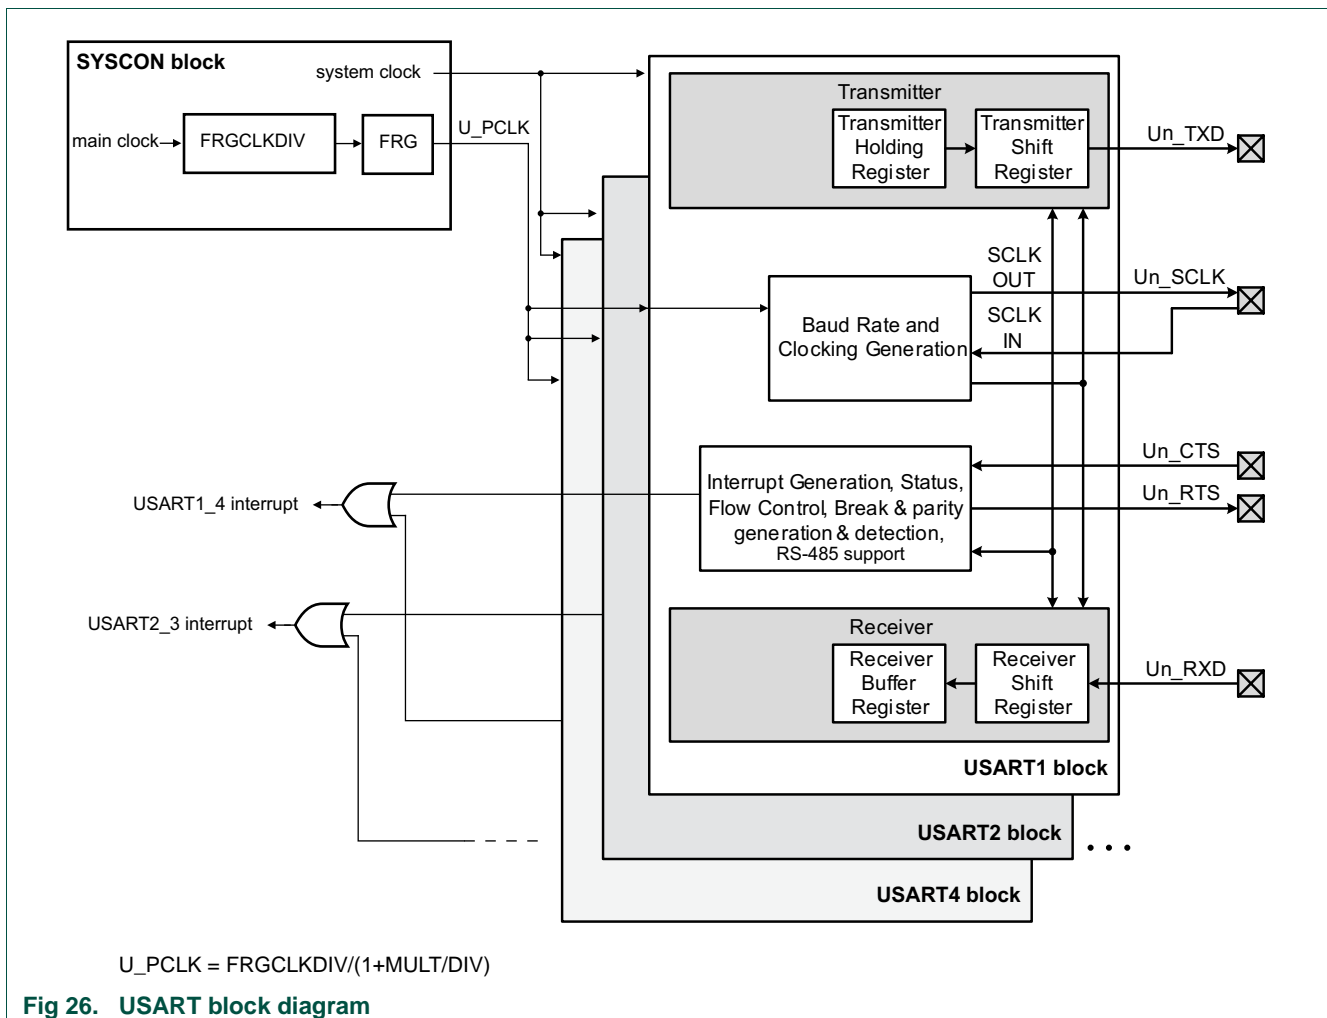 SYSCON block
system clock
main clock
FRGCLKDIV
FRG
U_PCLK
Transmitter
Transmitter
Holding
Register
Transmitter
Shift
Register
Un_TXD
SCLK
OUT
Un_SCLK
SCLK
IN
Baud Rate and
Clocking Generation
Un_CTS
Un_RTS
Interrupt Generation, Status,
Flow Control, Break & parity
generation & detection,
RS-485 support
USART1_4 interrupt
USART2_3 interrupt
Receiver
Receiver
Buffer
Register
Receiver
Shift
Register
Un_RXD
USART1 block
USART2 block
. . .
USART4 block
U_PCLK = FRGCLKDIV/(1+MULT/DIV)
Fig 26. USART block diagram